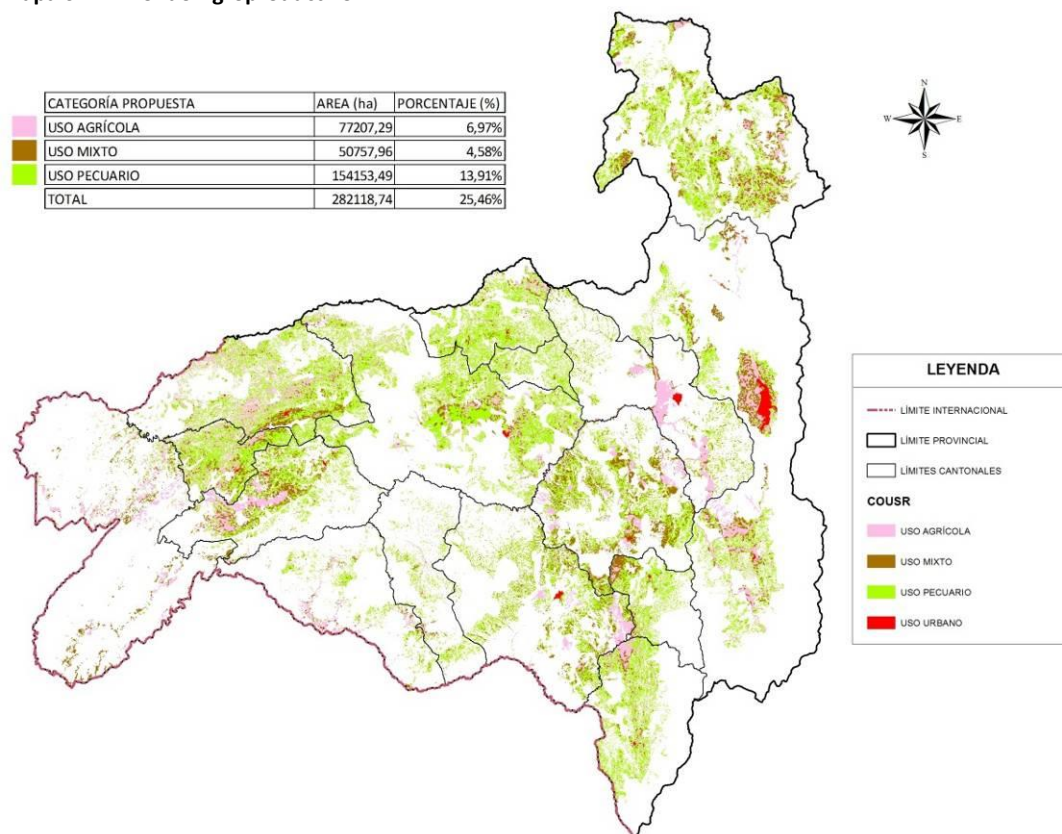 CATEGORÍA PROPUESTA AREA (ha) PORCENTAJE (%)
USO AGRÍCOLA 77207,29 6,97%
USO MIXTO 50757,96 4,58%
USO PECUARIO 154153,49 13,91%
TOTAL 282118,74 25,46%
N
W E
S
LEYENDA
LÍMITE INTERNACIONAL
LÍMITE PROVINCIAL
LÍMITES CANTONALES
COUSR
USO AGRÍCOLA
USO MIXTO
USO PECUARIO
USO URBANO